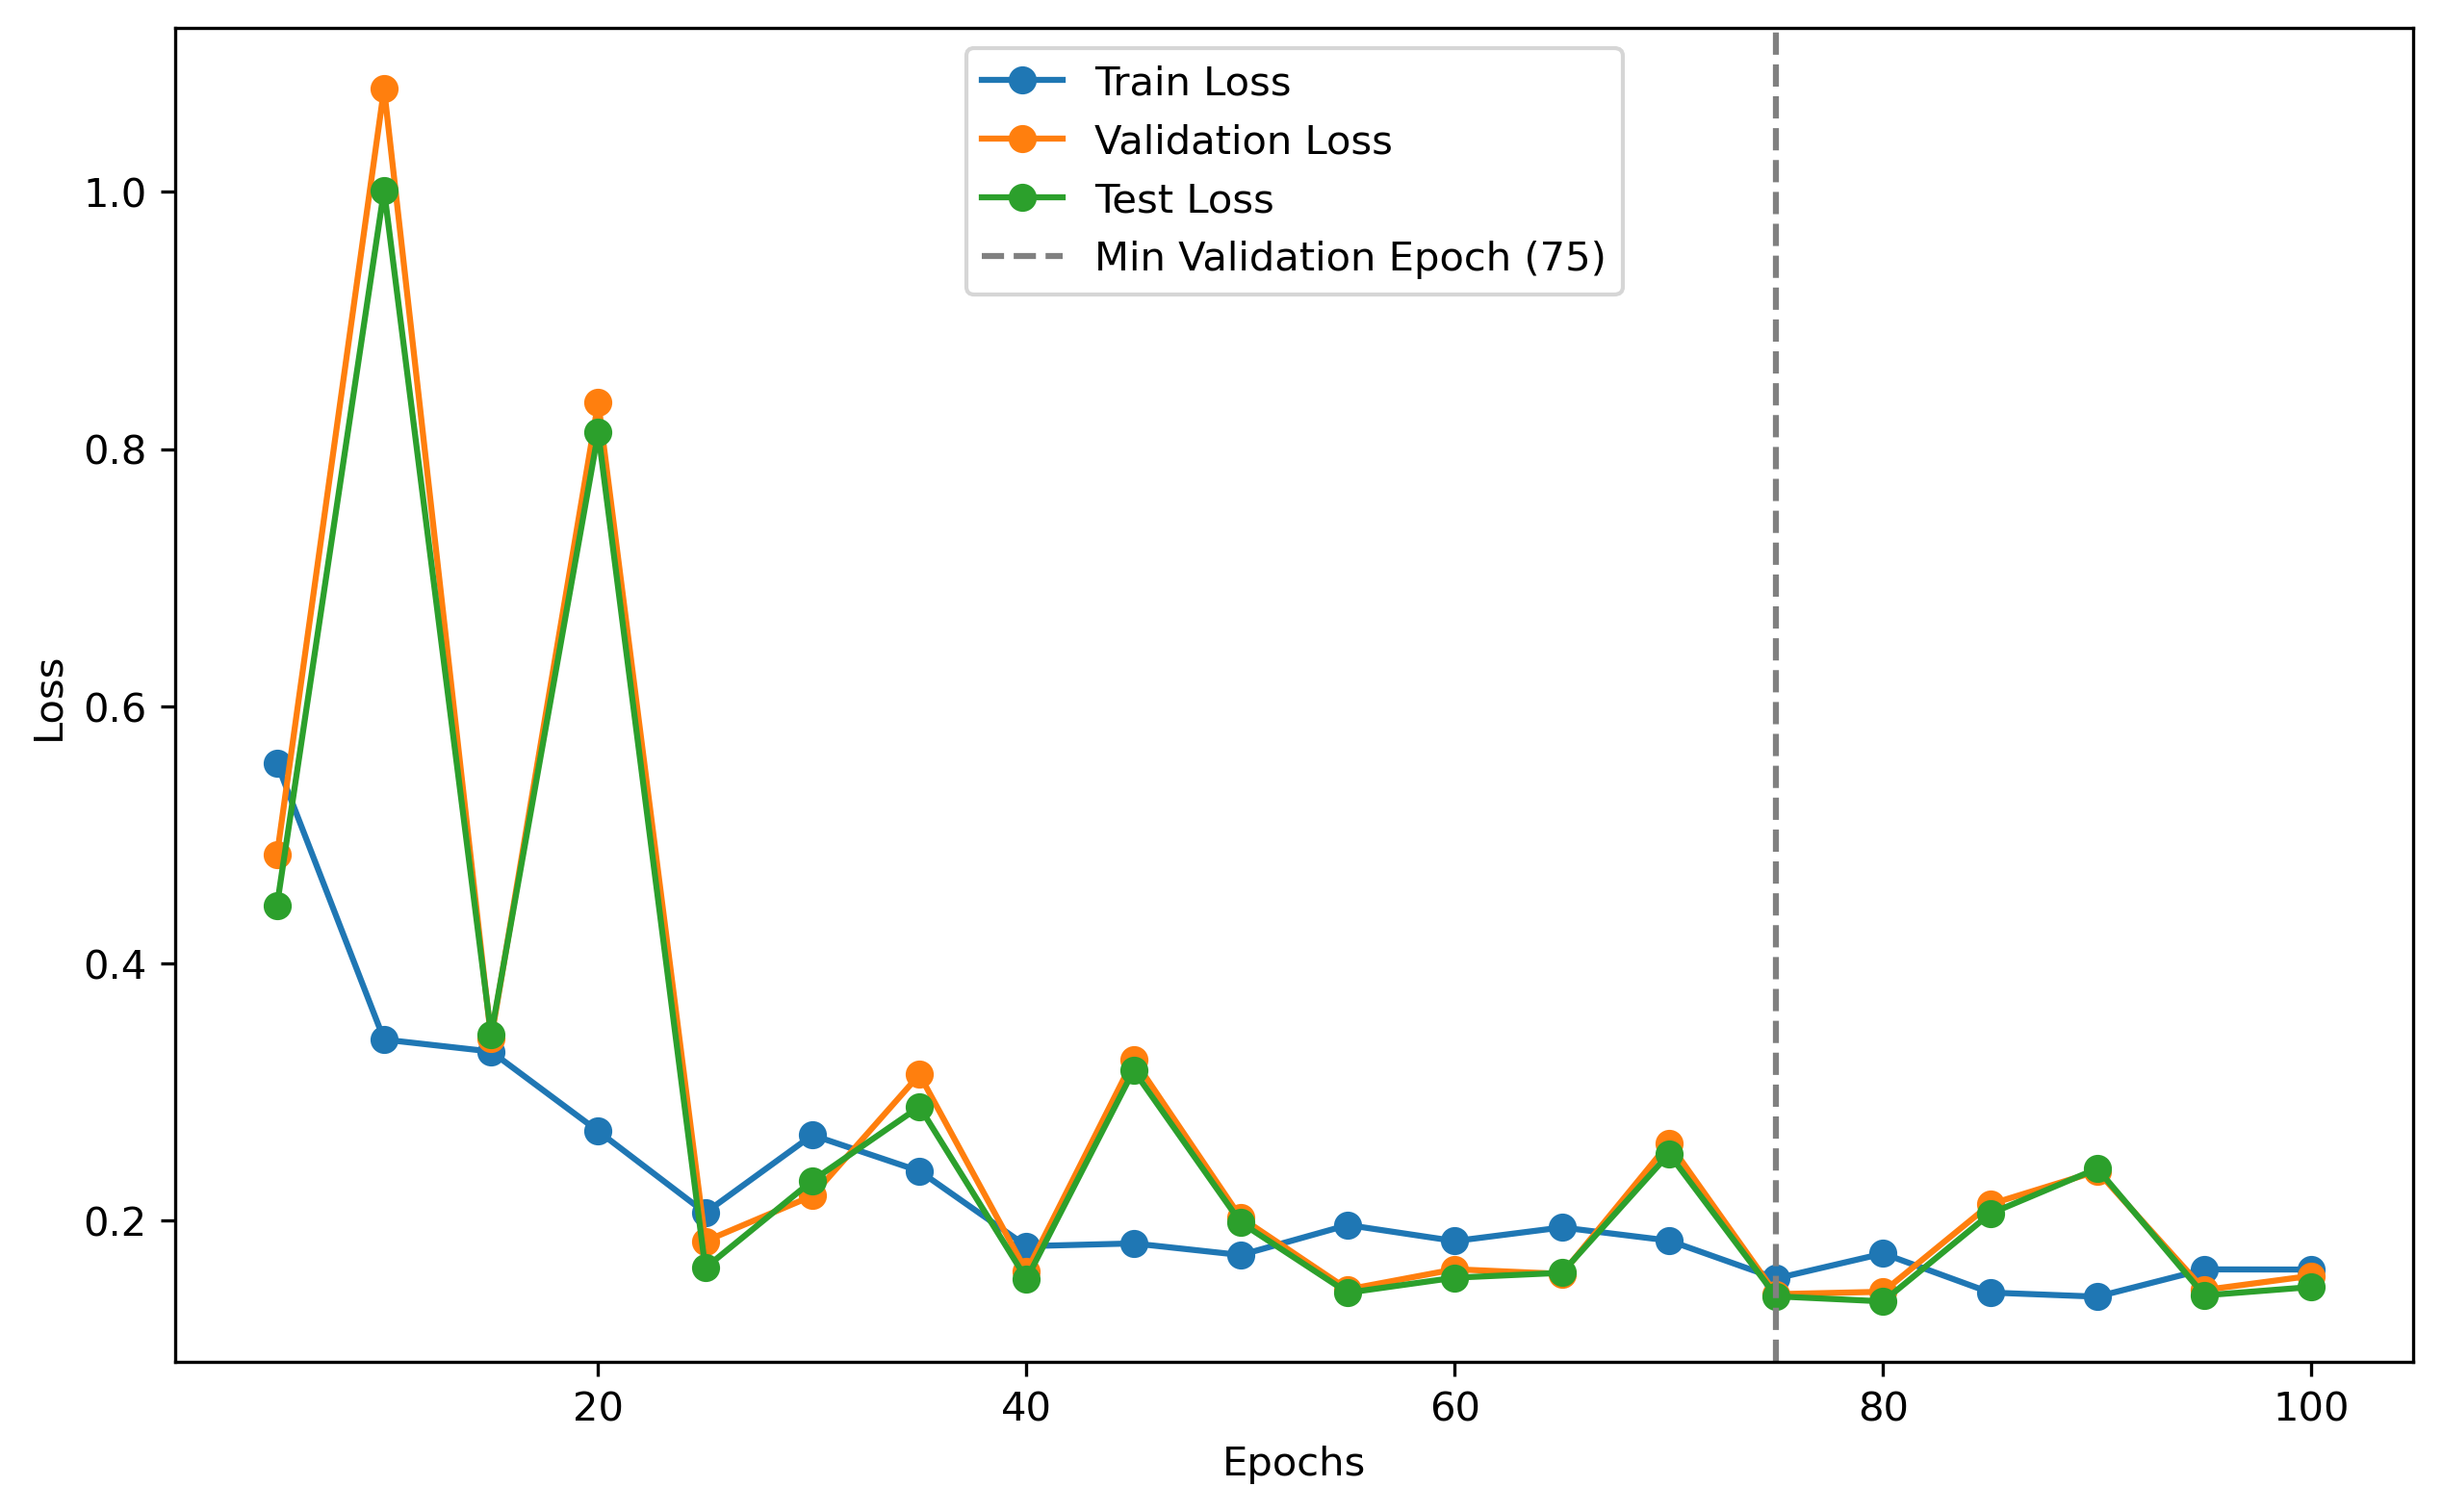 Train Loss
Validation Loss
Test Loss
Min Validation Epoch (75)
1.0
0.8
0.6
0.4
0.2
Loss
20 40 60 80 100
Epochs